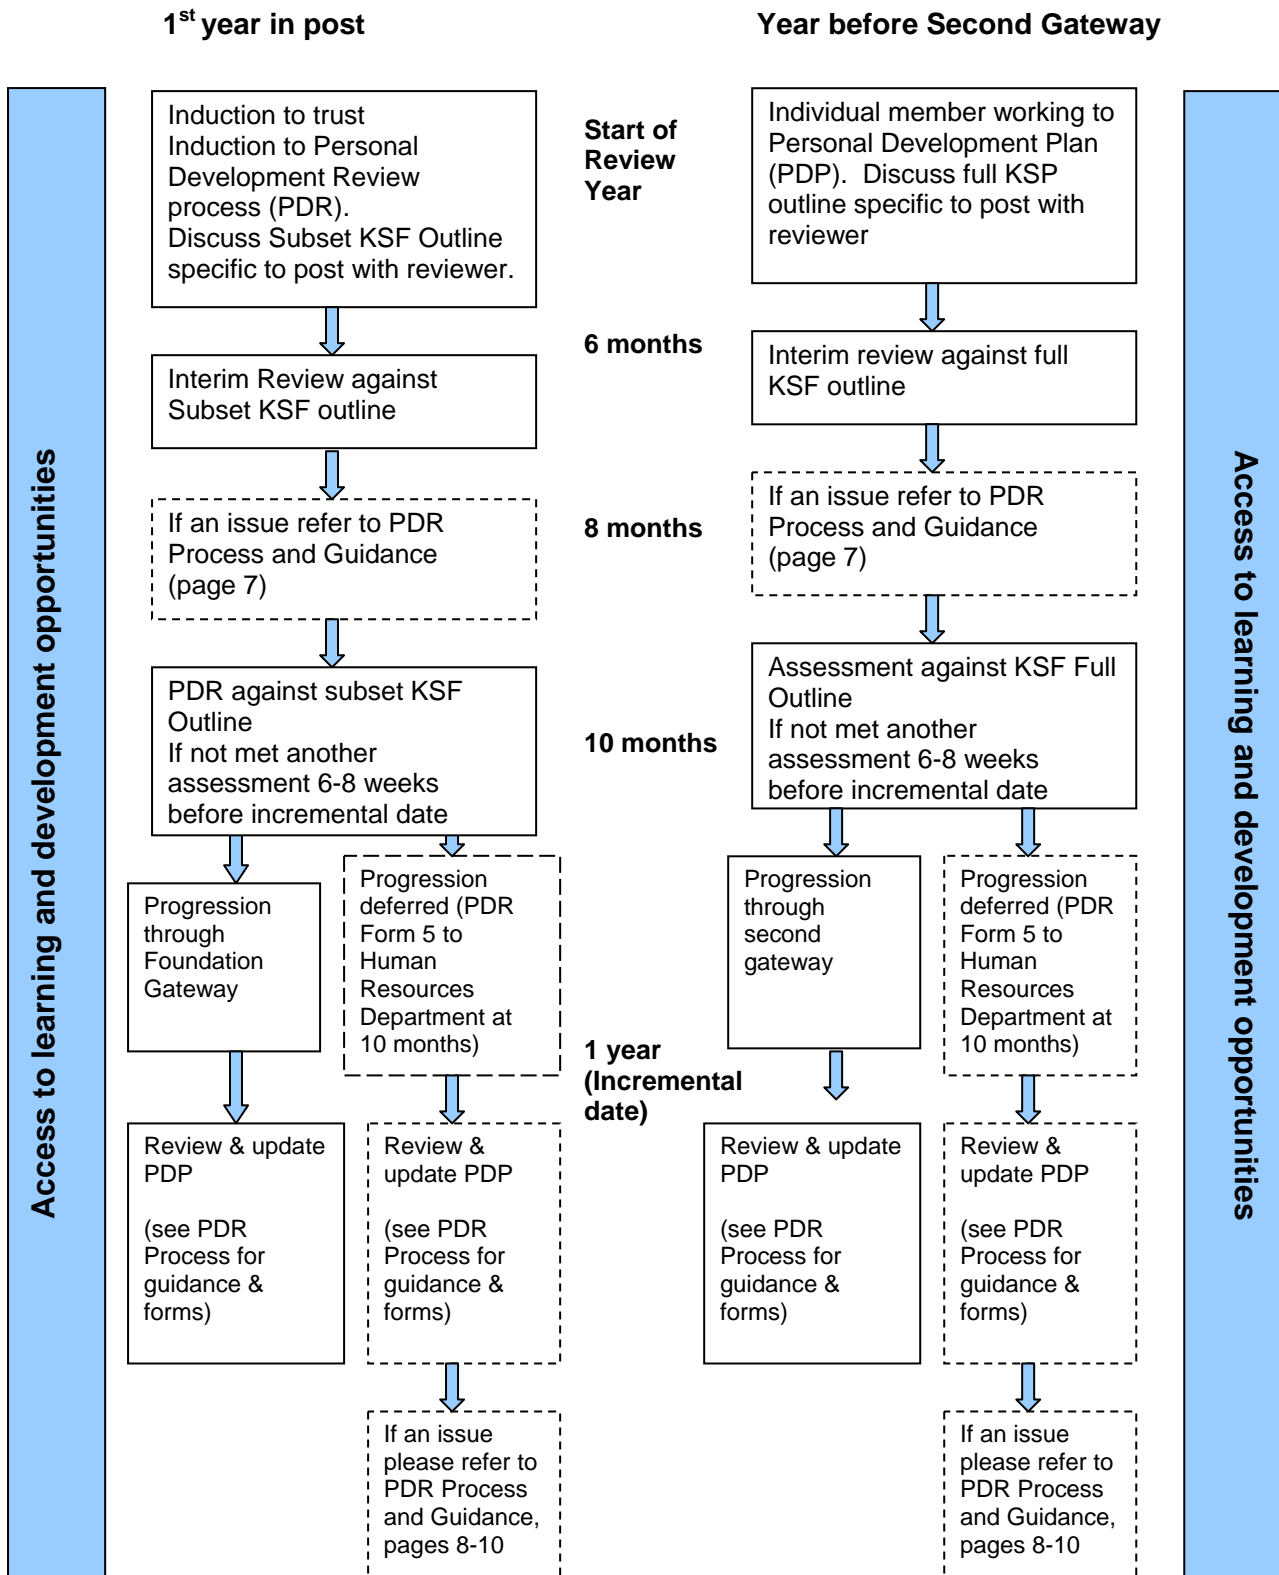 1st year in post
Year before Second Gateway
Access to learning and development opportunities
Induction to trust
Induction to Personal
Development Review
process (PDR).
Discuss Subset KSF Outline
specific to post with reviewer.
Start of
Review
Year
Individual member working to
Personal Development Plan
(PDP).  Discuss full KSP
outline specific to post with
reviewer
Access to learning and development opportunities
Interim Review against
Subset KSF outline
6 months
Interim review against full
KSF outline
If an issue refer to PDR
Process and Guidance
(page 7)
8 months
If an issue refer to PDR
Process and Guidance
(page 7)
PDR against subset KSF
Outline
If not met another
assessment 6-8 weeks
before incremental date
10 months
Assessment against KSF Full
Outline
If not met another
assessment 6-8 weeks
before incremental date
Progression
through
Foundation
Gateway
Progression
deferred (PDR
Form 5 to
Human
Resources
Department at
10 months)
1 year
(Incremental
date)
Progression
through
second
gateway
Progression
deferred (PDR
Form 5 to
Human
Resources
Department at
10 months)
Review & update
PDP
(see PDR
Process for
guidance &
forms)
Review &
update PDP
(see PDR
Process for
guidance &
forms)
Review & update
PDP
(see PDR
Process for
guidance &
forms)
Review &
update PDP
(see PDR
Process for
guidance &
forms)
If an issue
please refer to
PDR Process
and Guidance,
pages 8-10
If an issue
please refer to
PDR Process
and Guidance,
pages 8-10